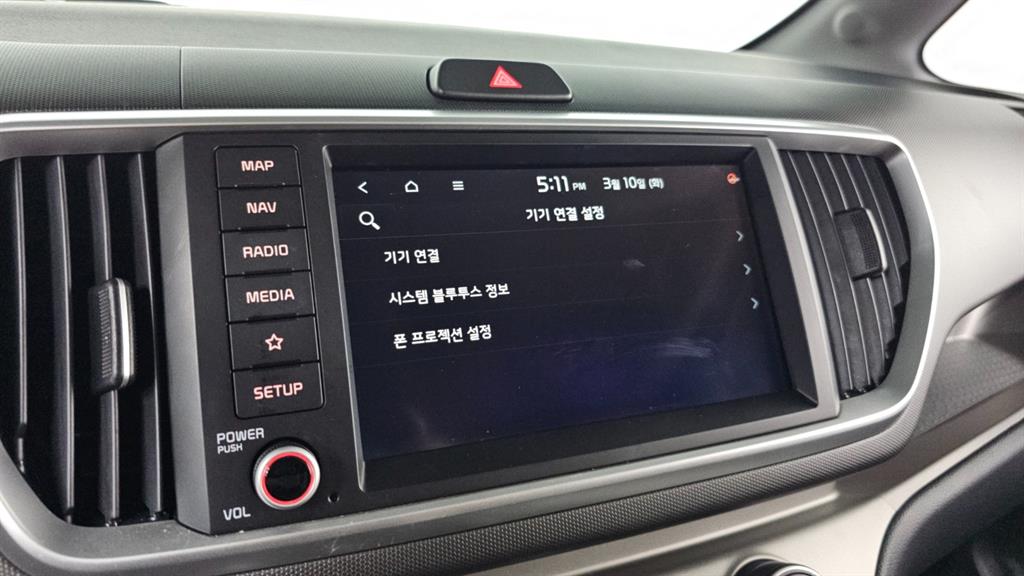 MAP
NAV
RADIO
MEDIA
SETUP
POWER
PUSH
VOL
5:11 PM 3월 10일 (화)
기기 연결 설정
기기 연결
시스템 블루투스 정보
폰 프로젝션 설정